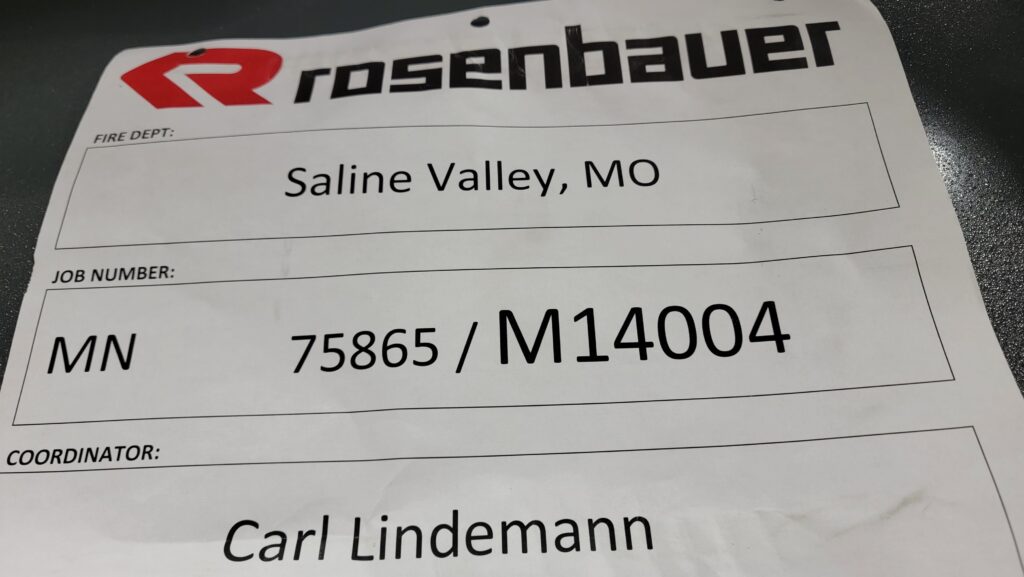 rosenbauer
FIRE DEPT:
Saline Valley, MO
JOB NUMBER:
MN 75865 / M14004
COORDINATOR:
Carl Lindemann